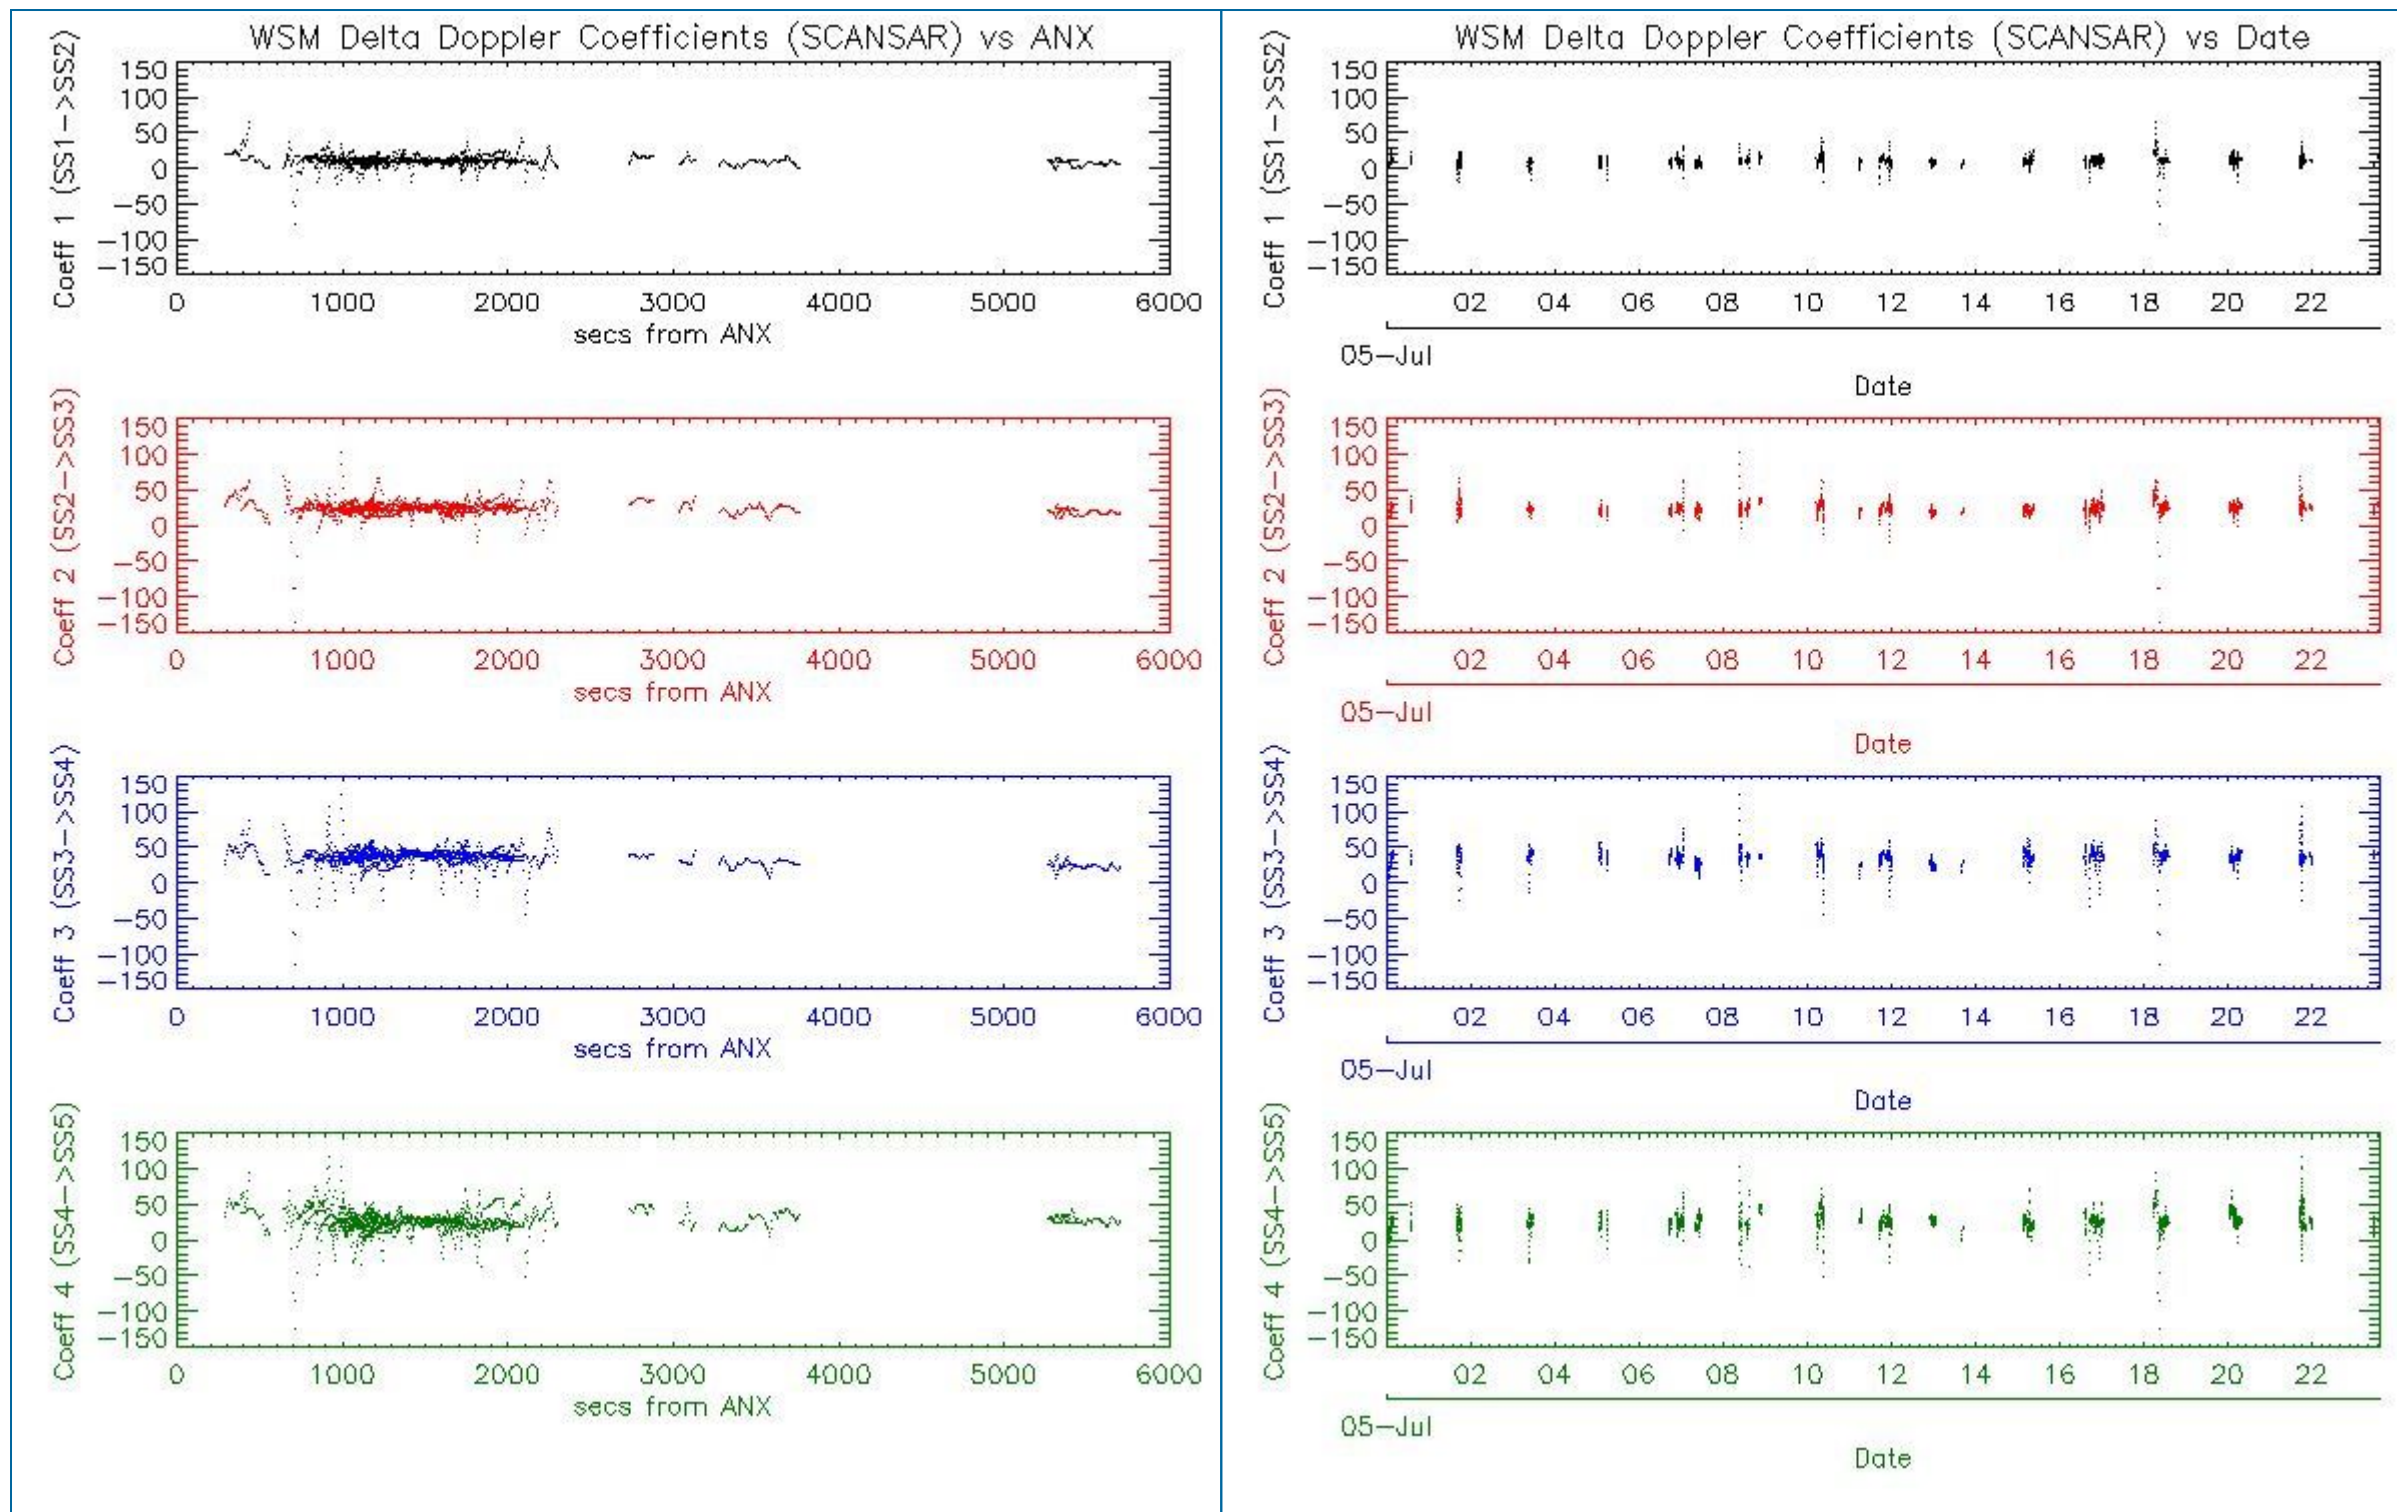 WSM Delta Doppler Coefficients (SCANSAR) vs ANX
Coeff 1 (SS1->SS2)
150
100
50
0
-50
-100
-150
0 1000 2000 3000 4000 5000 6000
secs from ANX
Coeff 2 (SS2->SS3)
150
100
50
0
-50
-100
-150
0 1000 2000 3000 4000 5000 6000
secs from ANX
Coeff 3 (SS3->SS4)
150
100
50
0
-50
-100
-150
0 1000 2000 3000 4000 5000 6000
secs from ANX
Coeff 4 (SS4->SS5)
150
100
50
0
-50
-100
-150
0 1000 2000 3000 4000 5000 6000
secs from ANX
WSM Delta Doppler Coefficients (SCANSAR) vs Date
Coeff 1 (SS1->SS2)
150
100
50
0
-50
-100
-150
02 04 06 08 10 12 14 16 18 20 22
05-Jul
Date
Coeff 2 (SS2->SS3)
150
100
50
0
-50
-100
-150
02 04 06 08 10 12 14 16 18 20 22
05-Jul
Date
Coeff 3 (SS3->SS4)
150
100
50
0
-50
-100
-150
02 04 06 08 10 12 14 16 18 20 22
05-Jul
Date
Coeff 4 (SS4->SS5)
150
100
50
0
-50
-100
-150
02 04 06 08 10 12 14 16 18 20 22
05-Jul
Date